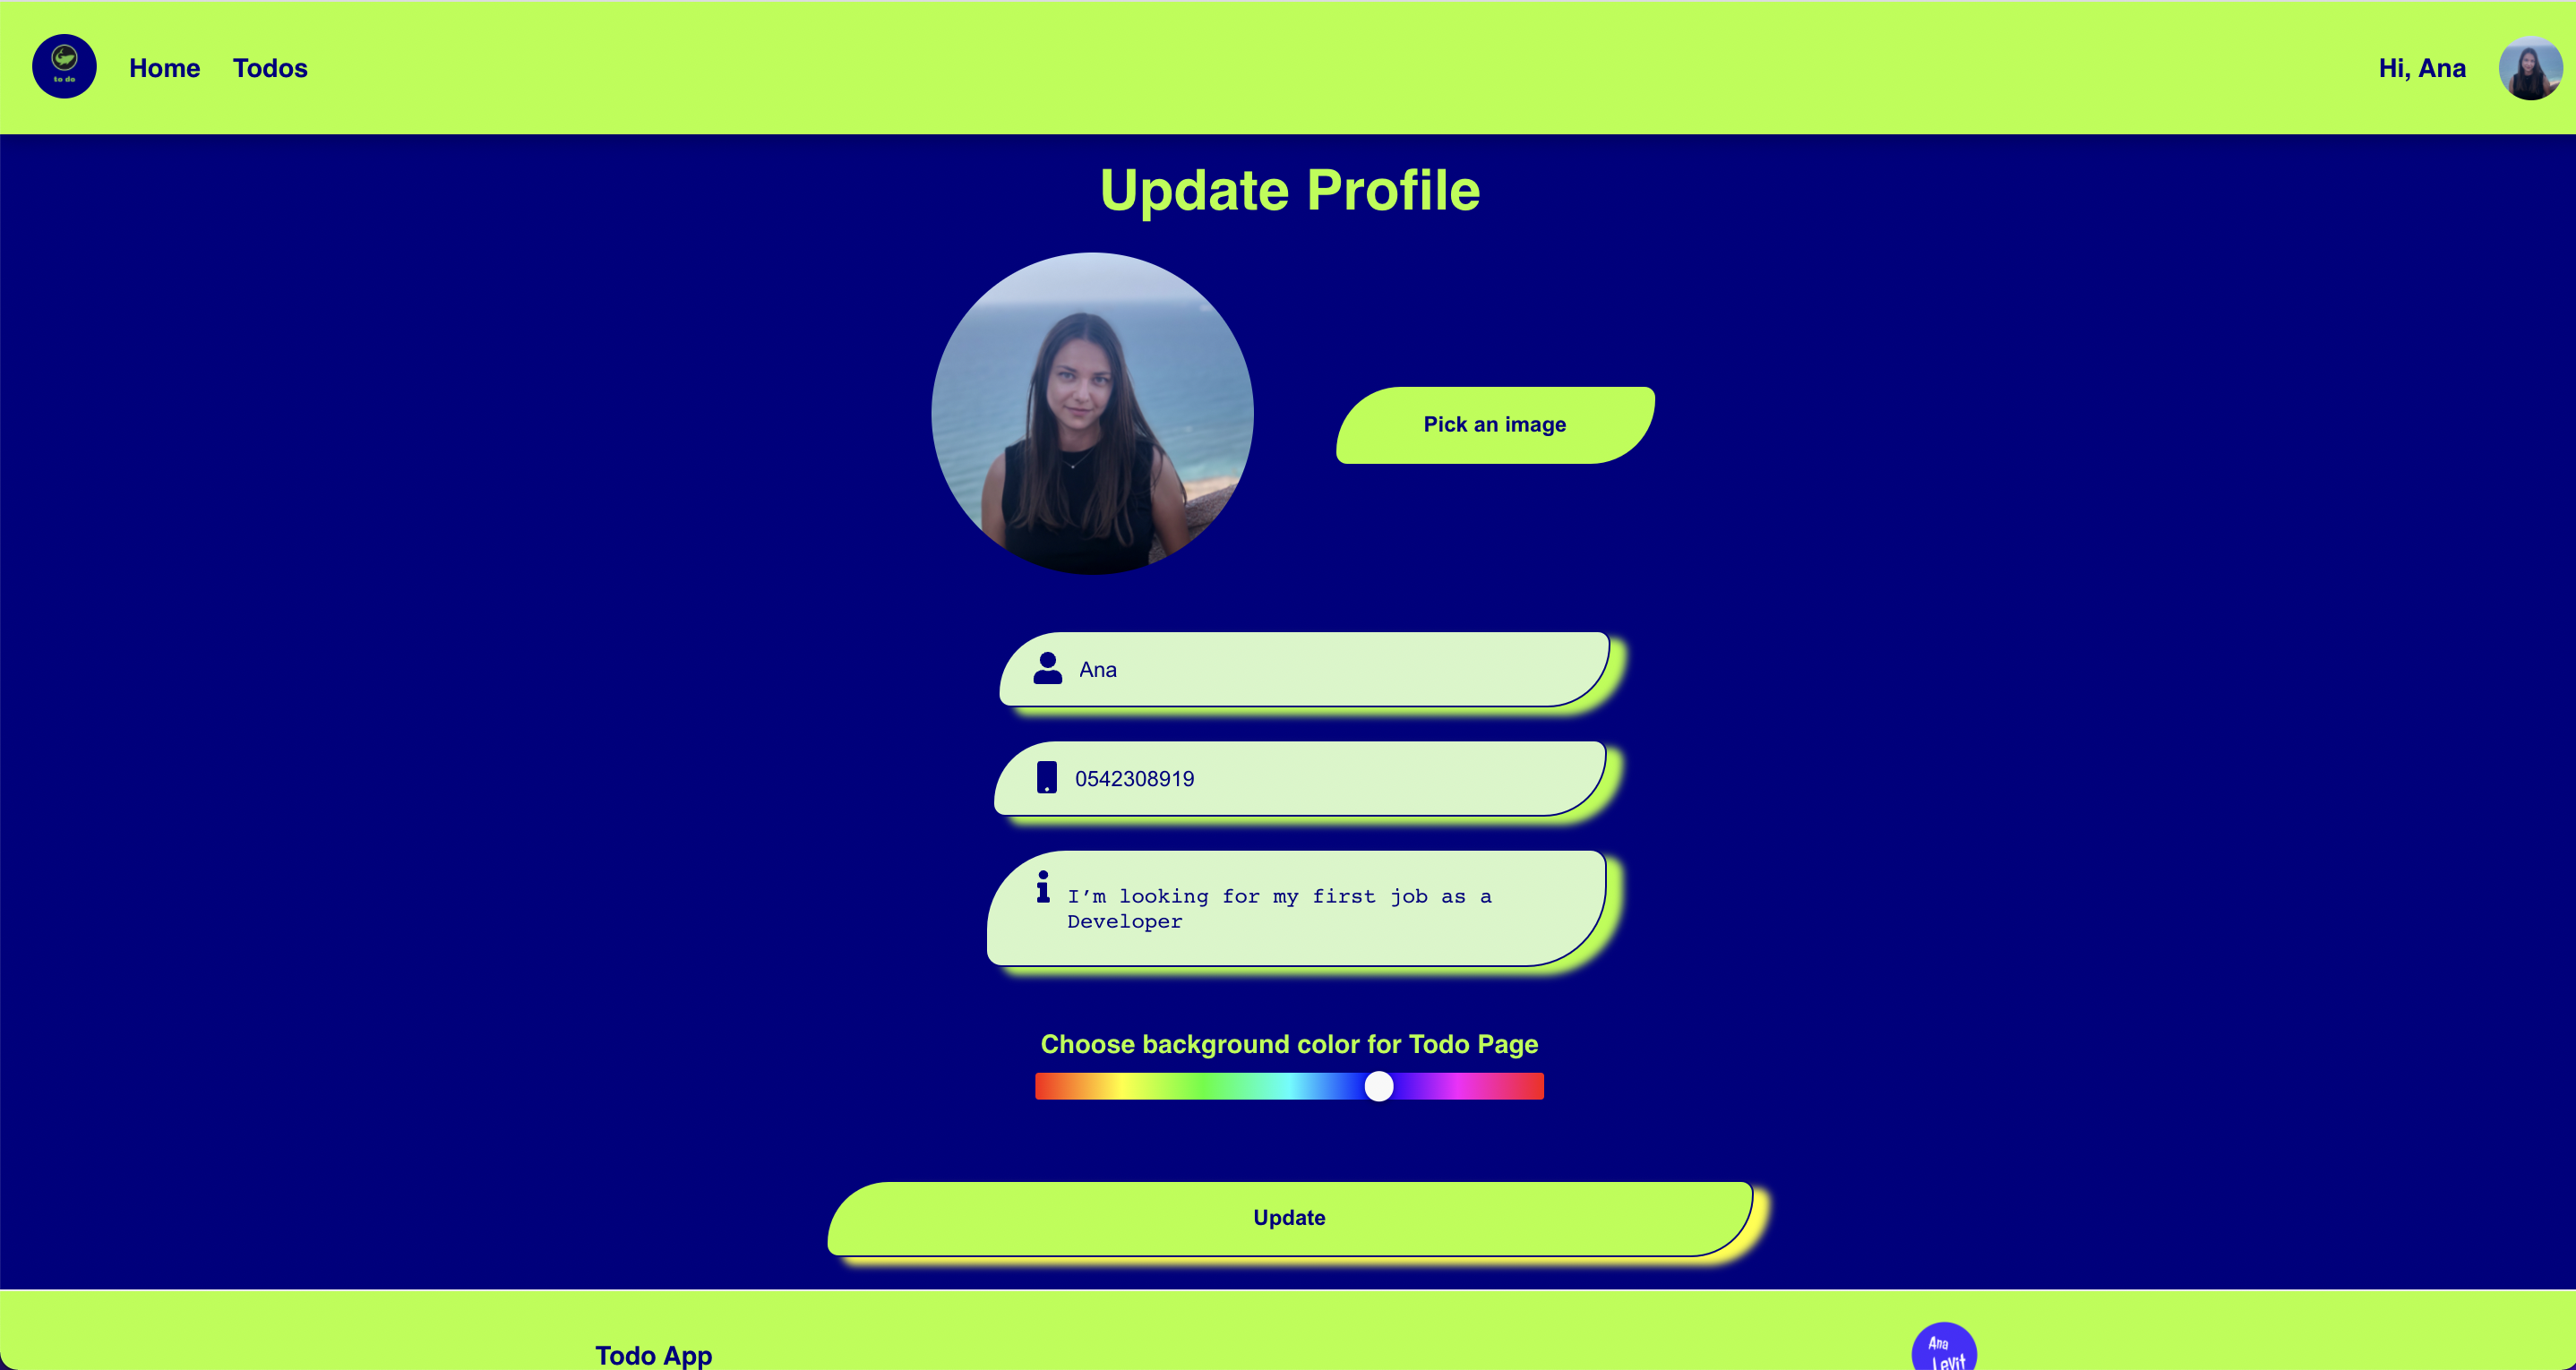 to do
Home
Todos
Hi, Ana
Update Profile
Pick an image
Ana
0542308919
I’m looking for my first job as a
Developer
Choose background color for Todo Page
Update
Todo App
Ana
Levit